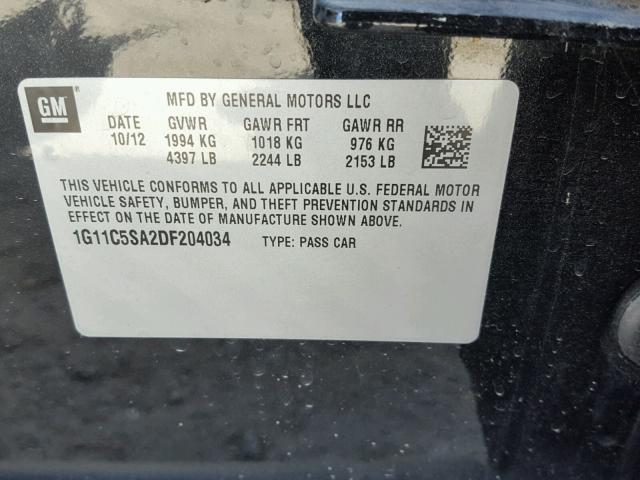 GM
MFD BY GENERAL MOTORS LLC
DATE GVWR GAWR FRT GAWR RR
10/12 1994 KG 1018 KG 976 KG
4397 LB 2244 LB 2153 LB
THIS VEHICLE CONFORMS TO ALL APPLICABLE U.S. FEDERAL MOTOR
VEHICLE SAFETY, BUMPER, AND THEFT PREVENTION STANDARDS IN
EFFECT ON THE DATE OF MANUFACTURE SHOWN ABOVE.
1G11C5SA2DF204034 TYPE: PASS CAR